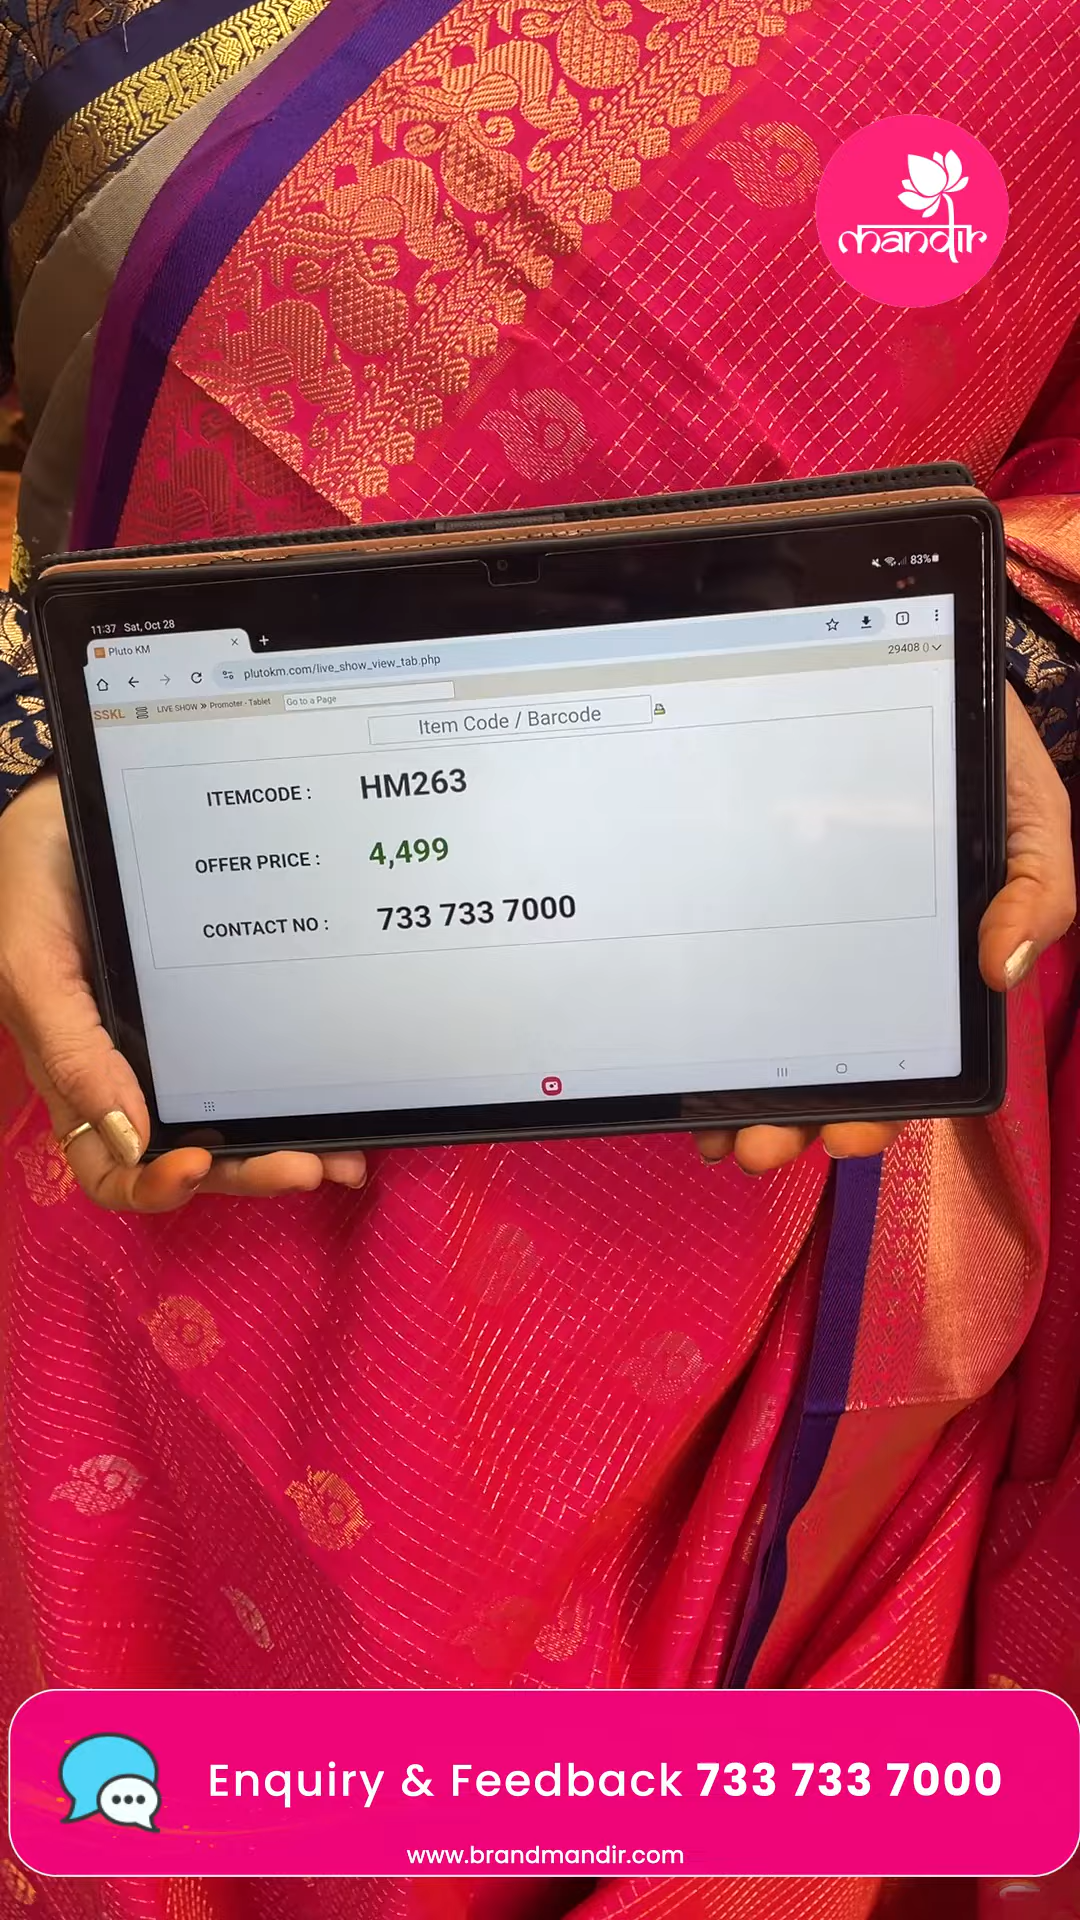 mandir
11:37 Sat, Oct 28
83%
Pluto KM
plutokm.com/live_show_view_tab.php
1
29408 ()
SSKL
LIVE SHOW » Promoter - Tablet
Go to a Page
Item Code / Barcode
ITEMCODE : HM263
OFFER PRICE : 4,499
CONTACT NO : 733 733 7000
Enquiry & Feedback 733 733 7000
www.brandmandir.com